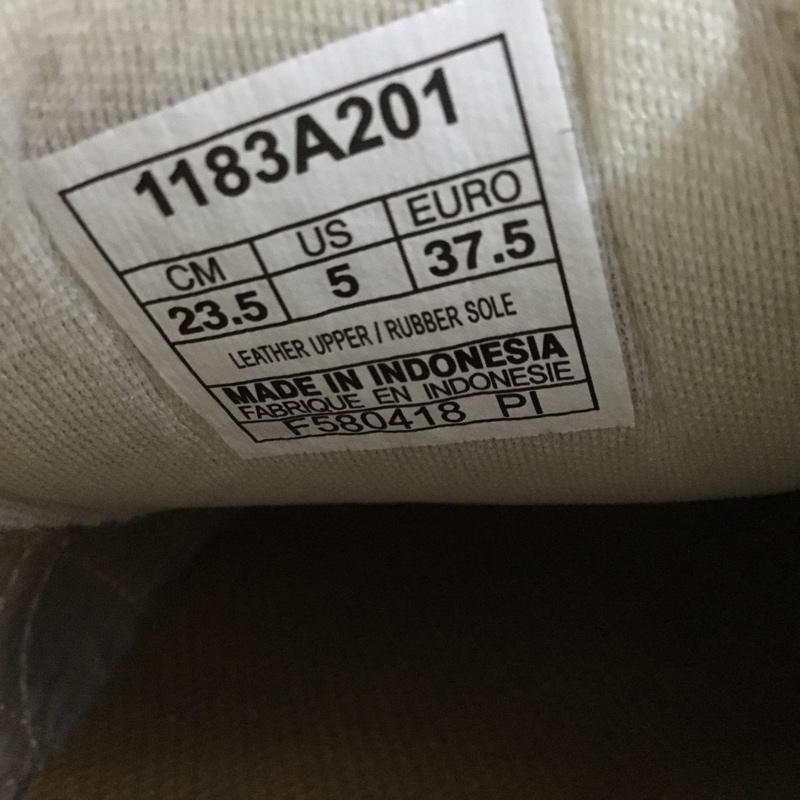 1183A201
CM US EURO
23.5 5 37.5
LEATHER UPPER / RUBBER SOLE
MADE IN INDONESIA
FABRIQUE EN INDONESIE
F580418 PI